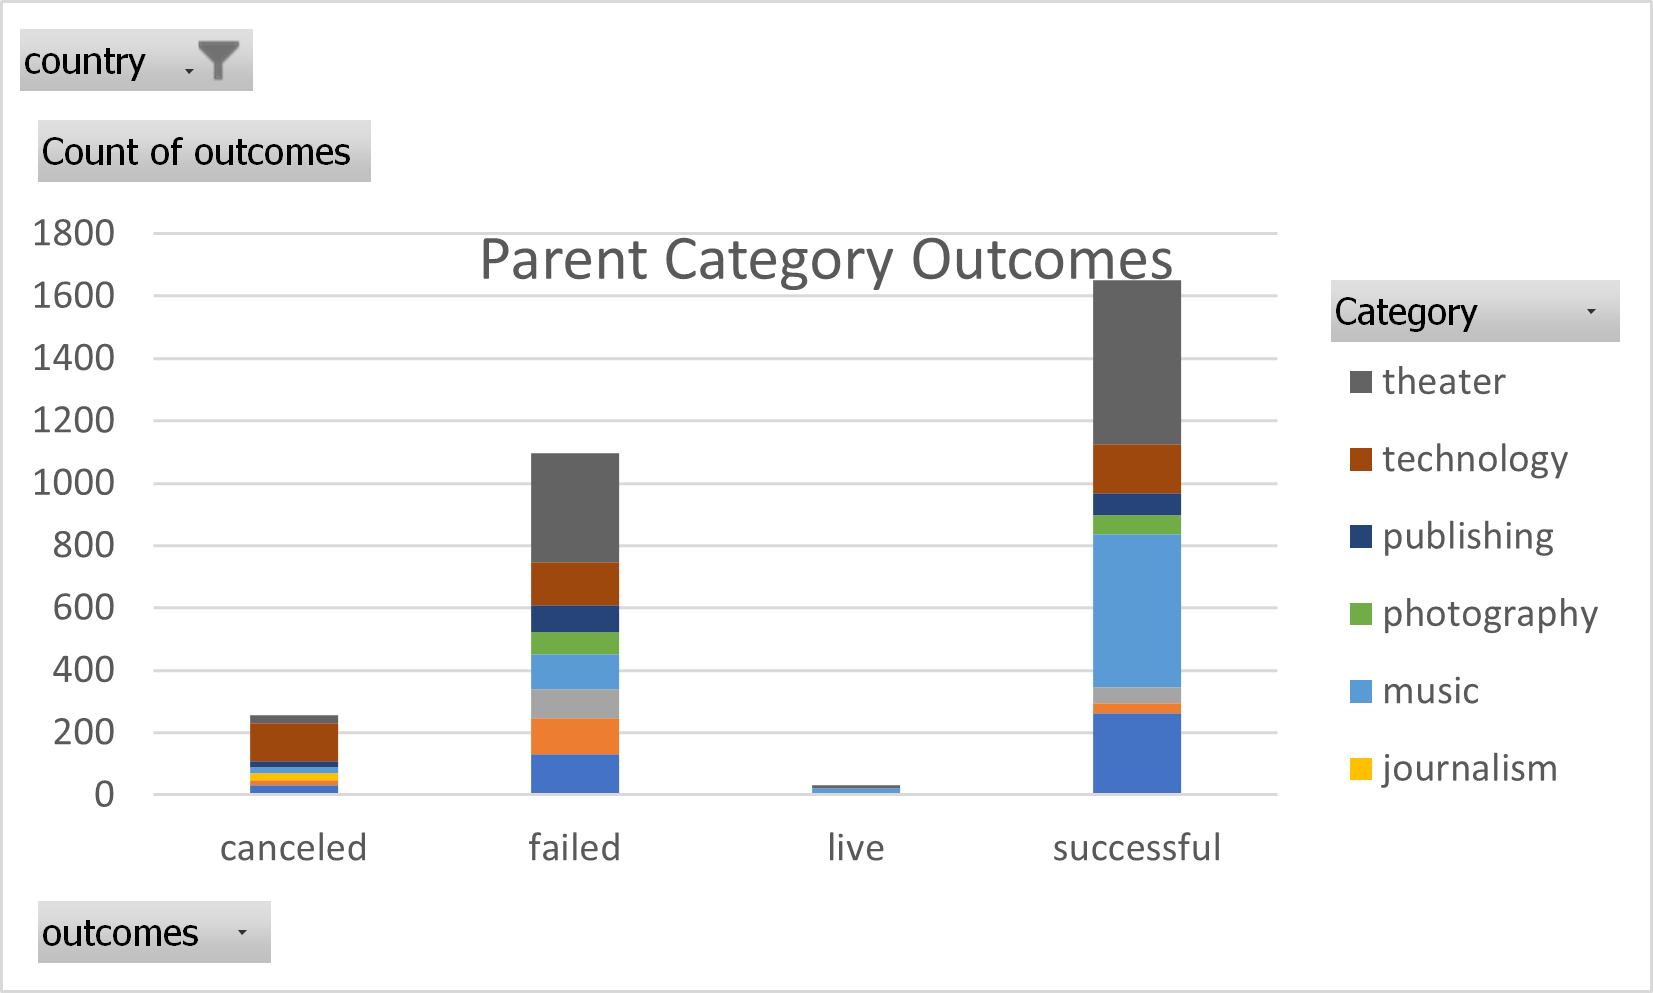 country
Count of outcomes
Parent Category Outcomes
1800
1600
1400
1200
1000
800
600
400
200
0
canceled failed live successful
Category
theater
technology
publishing
photography
music
journalism
outcomes